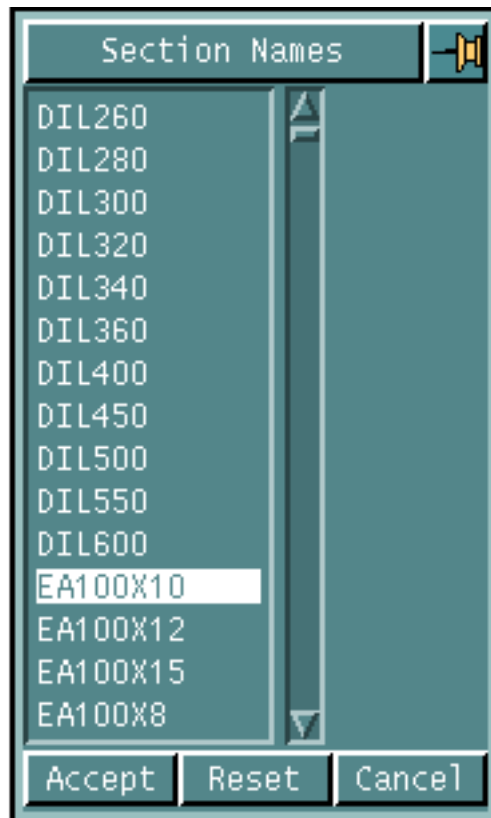 Section Names
DIL260
DIL280
DIL300
DIL320
DIL340
DIL360
DIL400
DIL450
DIL500
DIL550
DIL600
EA100X10
EA100X12
EA100X15
EA100X8
Accept Reset Cancel